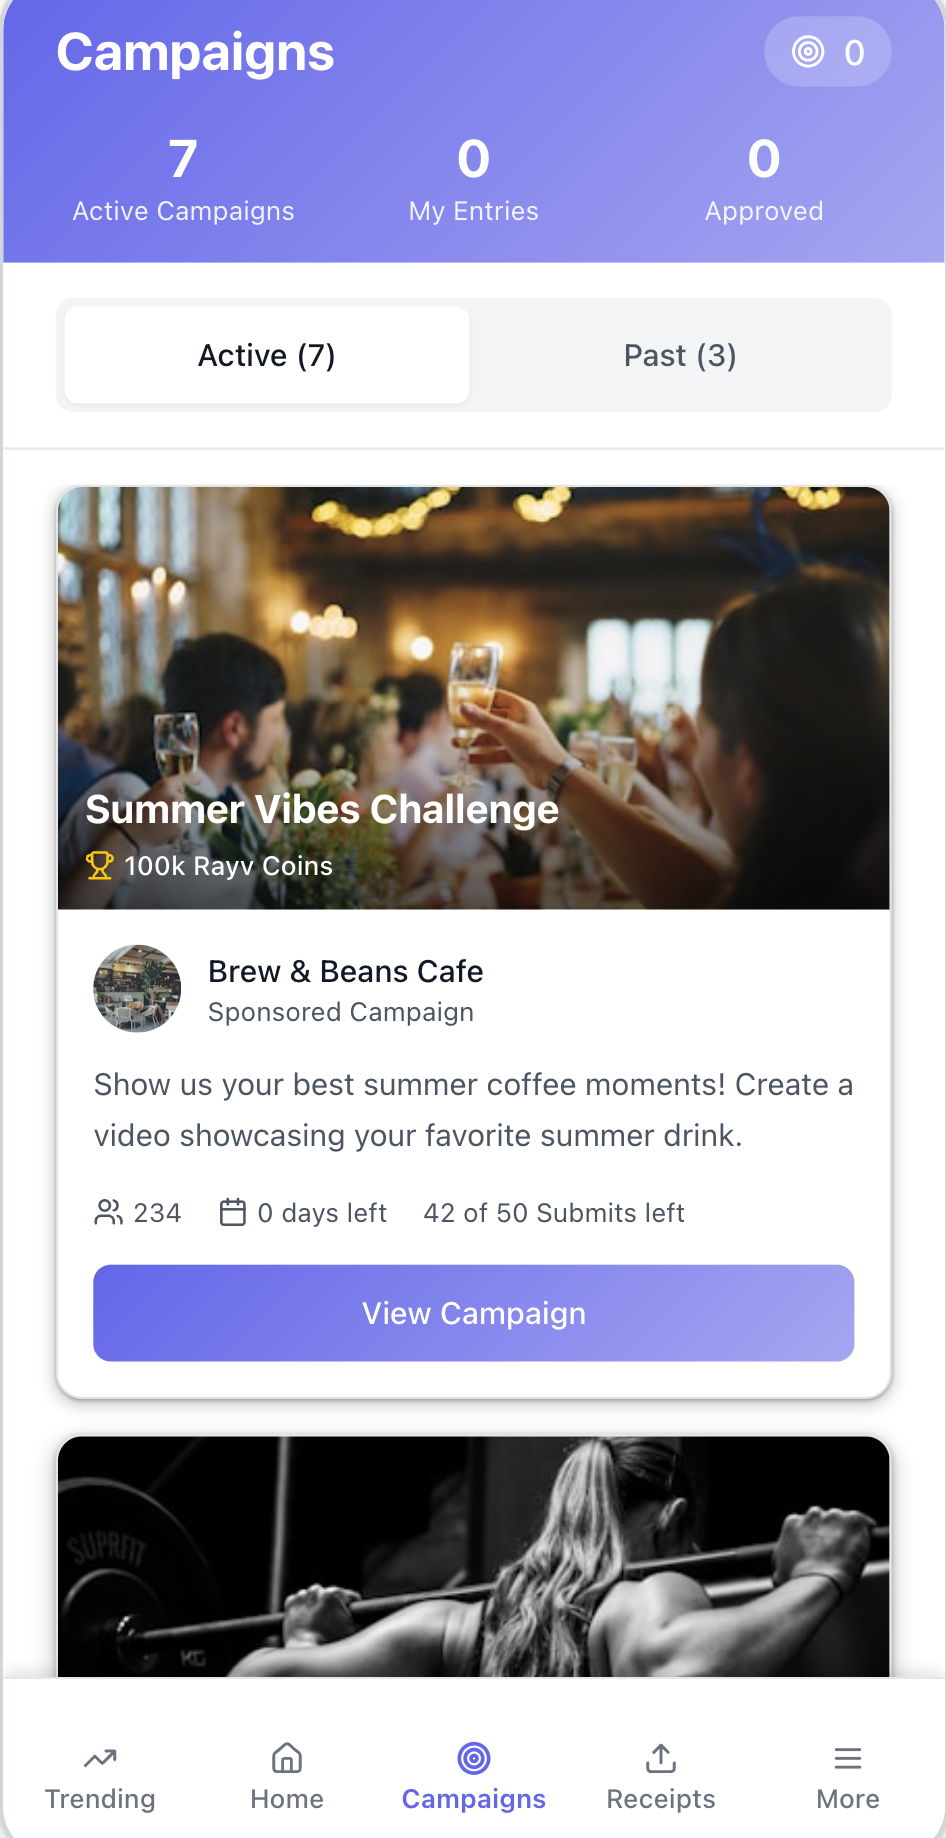 Campaigns
0
7
0
0
Active Campaigns
My Entries
Approved
Active (7)
Past (3)
Summer Vibes Challenge
100k Rayv Coins
Brew & Beans Cafe
Sponsored Campaign
Show us your best summer coffee moments! Create a
video showcasing your favorite summer drink.
234
0 days left
42 of 50 Submits left
View Campaign
SUPRFIT
KG
Trending
Home
Campaigns
Receipts
More